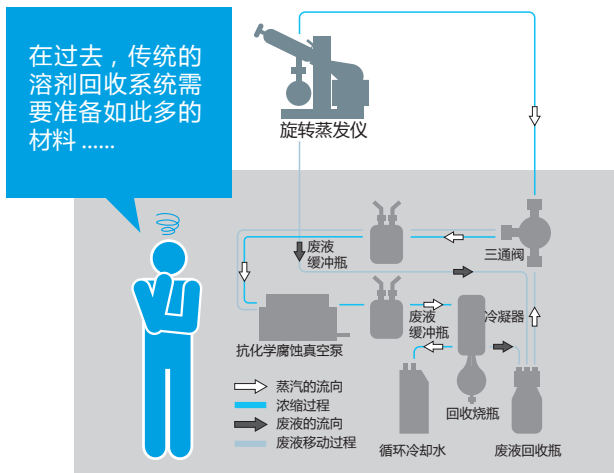 在过去，传统的
溶剂回收系统需
要准备如此多的
材料 ......
旋转蒸发仪
三通阀
废液
缓冲瓶
废液
缓冲瓶
冷凝器
抗化学腐蚀真空泵
蒸汽的流向
浓缩过程
废液的流向
废液移动过程
回收烧瓶
循环冷却水
废液回收瓶